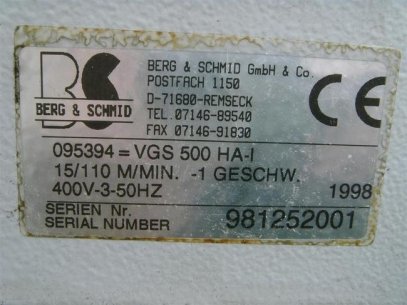 BERG & SCHMID
BERG & SCHMID GmbH & Co.
POSTFACH 1150
D-71680-REMSECK
TEL.07146-89540
FAX 07146-91830
CE
095394=VGS 500 HA-I
15/110 M/MIN. -1 GESCHW.
400V-3-50HZ 1998
SERIEN Nr.
SERIAL NUMBER 981252001